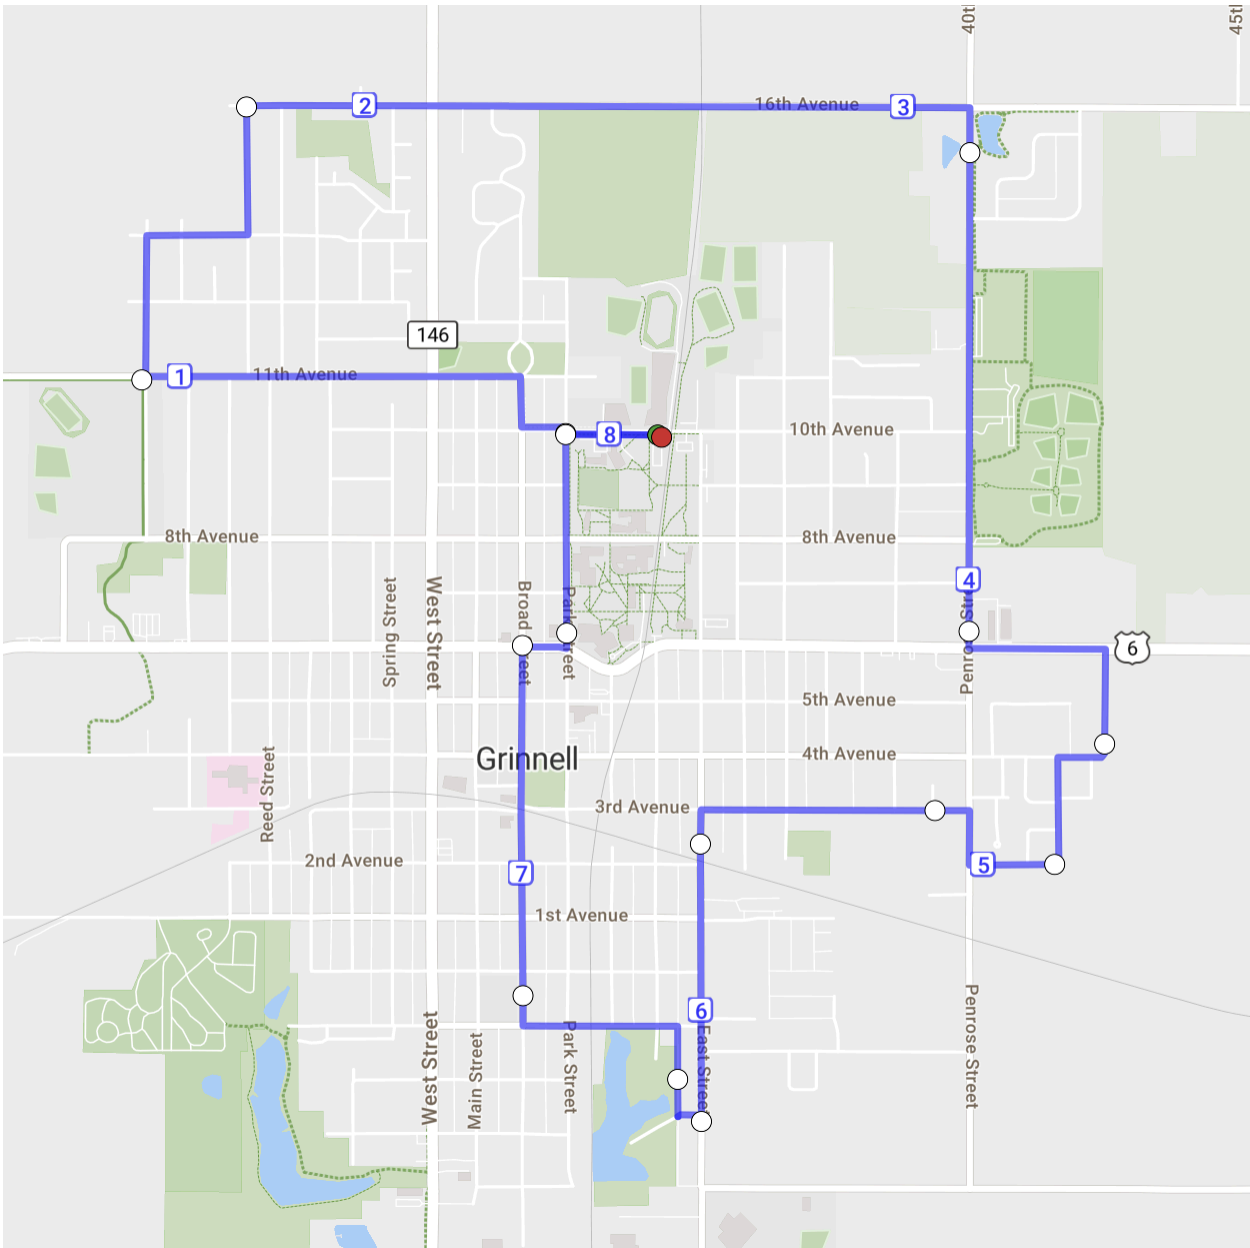 40t
45t
2
16th Avenue
3
146
1
11th Avenue
8
10th Avenue
8th Avenue
8th Avenue
4
Spring Street
West Street
Broad Street
Park Street
Penrose Street
6
5th Avenue
Grinnell
4th Avenue
Reed Street
3rd Avenue
2nd Avenue
7
5
1st Avenue
6
West Street
Main Street
Park Street
East Street
Penrose Street